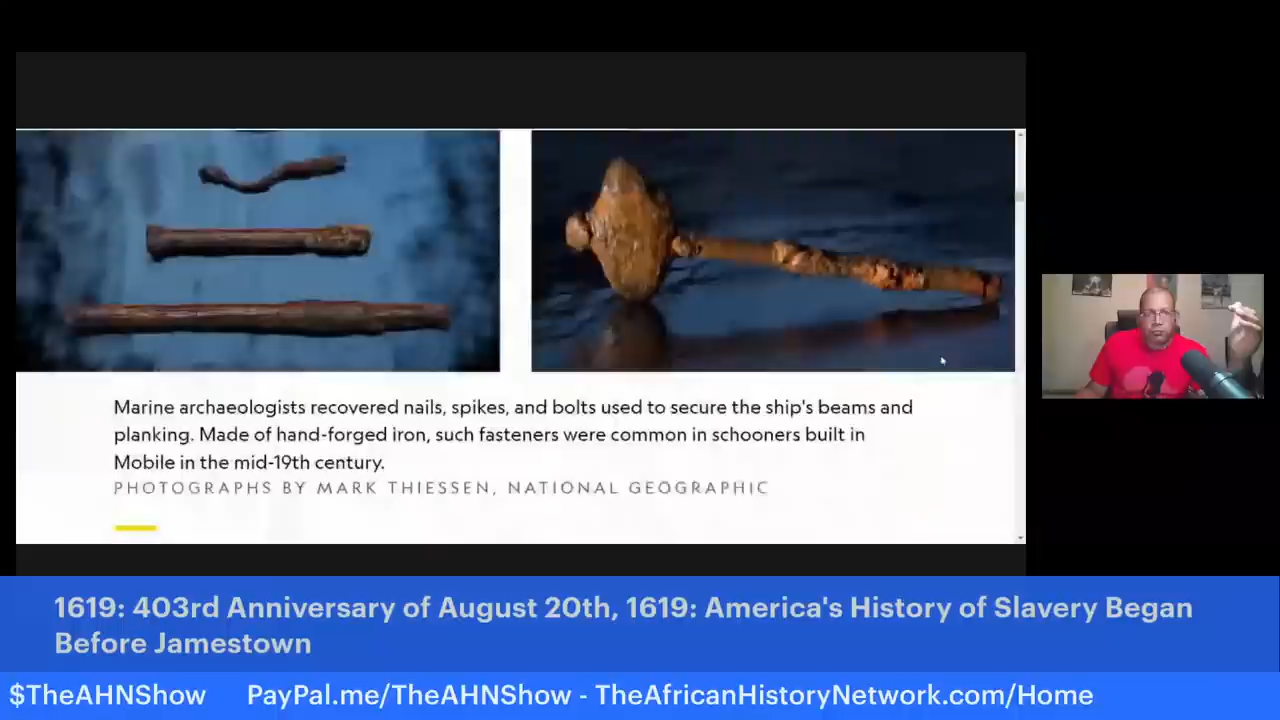 Marine archaeologists recovered nails, spikes, and bolts used to secure the ship's beams and
planking. Made of hand-forged iron, such fasteners were common in schooners built in
Mobile in the mid-19th century.
PHOTOGRAPHS BY MARK THIESSEN, NATIONAL GEOGRAPHIC
1619: 403rd Anniversary of August 20th, 1619: America's History of Slavery Began
Before Jamestown
$TheAHNShow PayPal.me/TheAHNShow - TheAfricanHistoryNetwork.com/Home